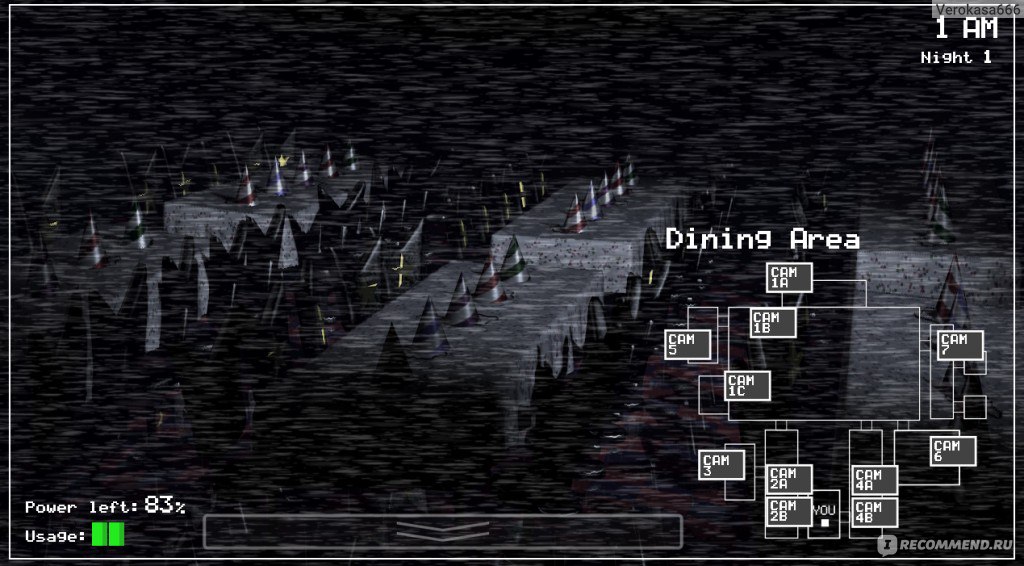 Verokasa666
1 AM
Night 1
Dining Area
CAM
1A
CAM
1B
CAM
5
CAM
7
CAM
1C
CAM
3
CAM
6
CAM
2A
CAM
4A
CAM
2B
YOU
CAM
4B
Power left: 83%
Usage:
IRECOMMEND.RU